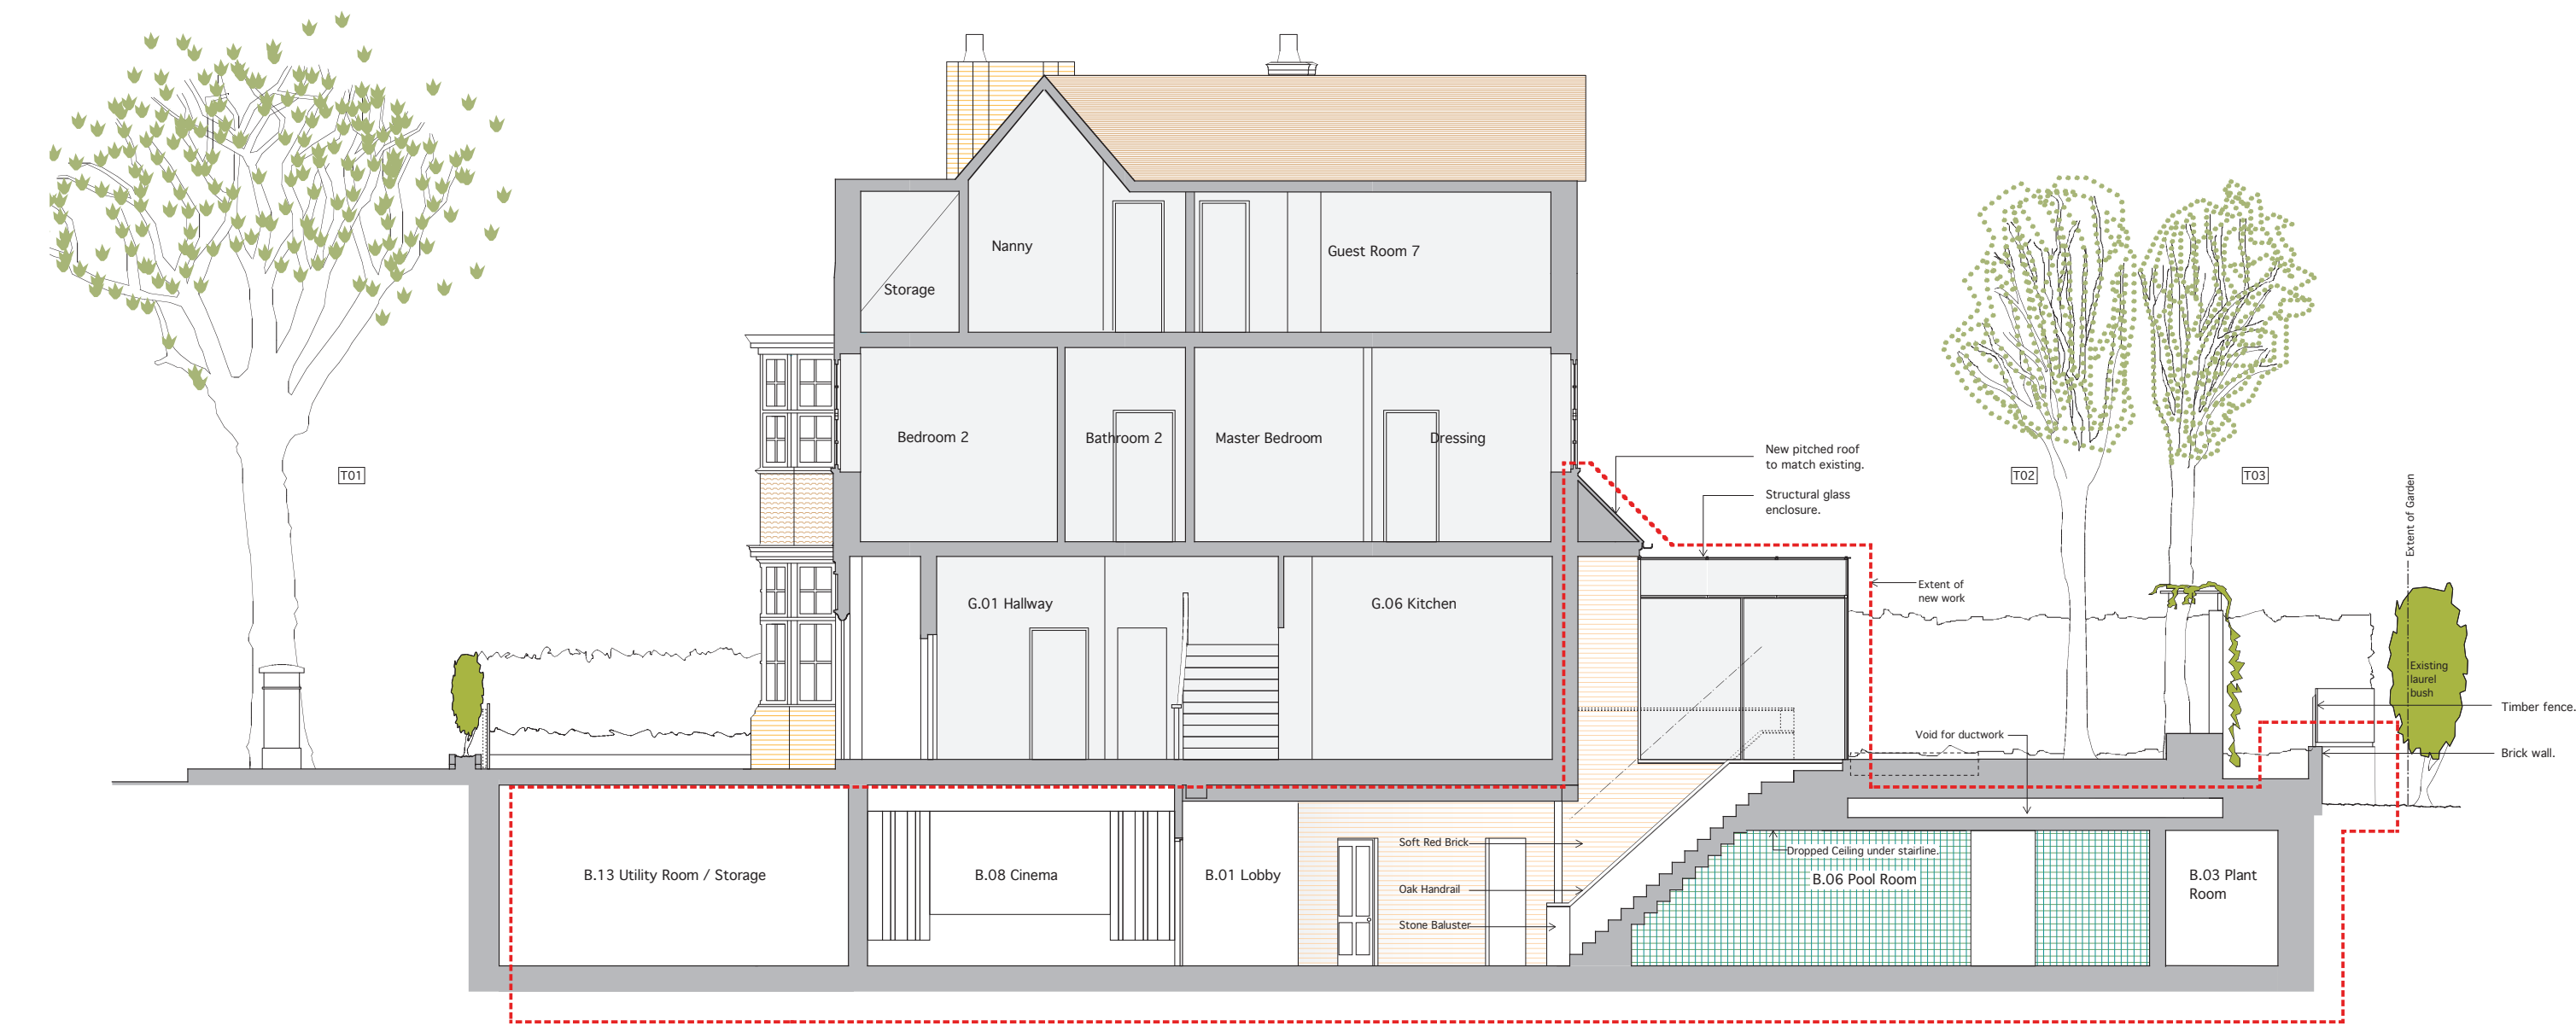 Nanny
Guest Room 7
Storage
Bedroom 2
Bathroom 2
Master Bedroom
Dressing
New pitched roof
to match existing.
Structural glass
enclosure.
T01
T02
T03
Extent of Garden
Extent of
new work
G.01 Hallway
G.06 Kitchen
Existing
laurel
bush
Timber fence.
Void for ductwork
Brick wall.
Soft Red Brick
Dropped Ceiling under stairline.
B.13 Utility Room / Storage
B.08 Cinema
B.01 Lobby
Oak Handrail
B.06 Pool Room
B.03 Plant
Room
Stone Baluster